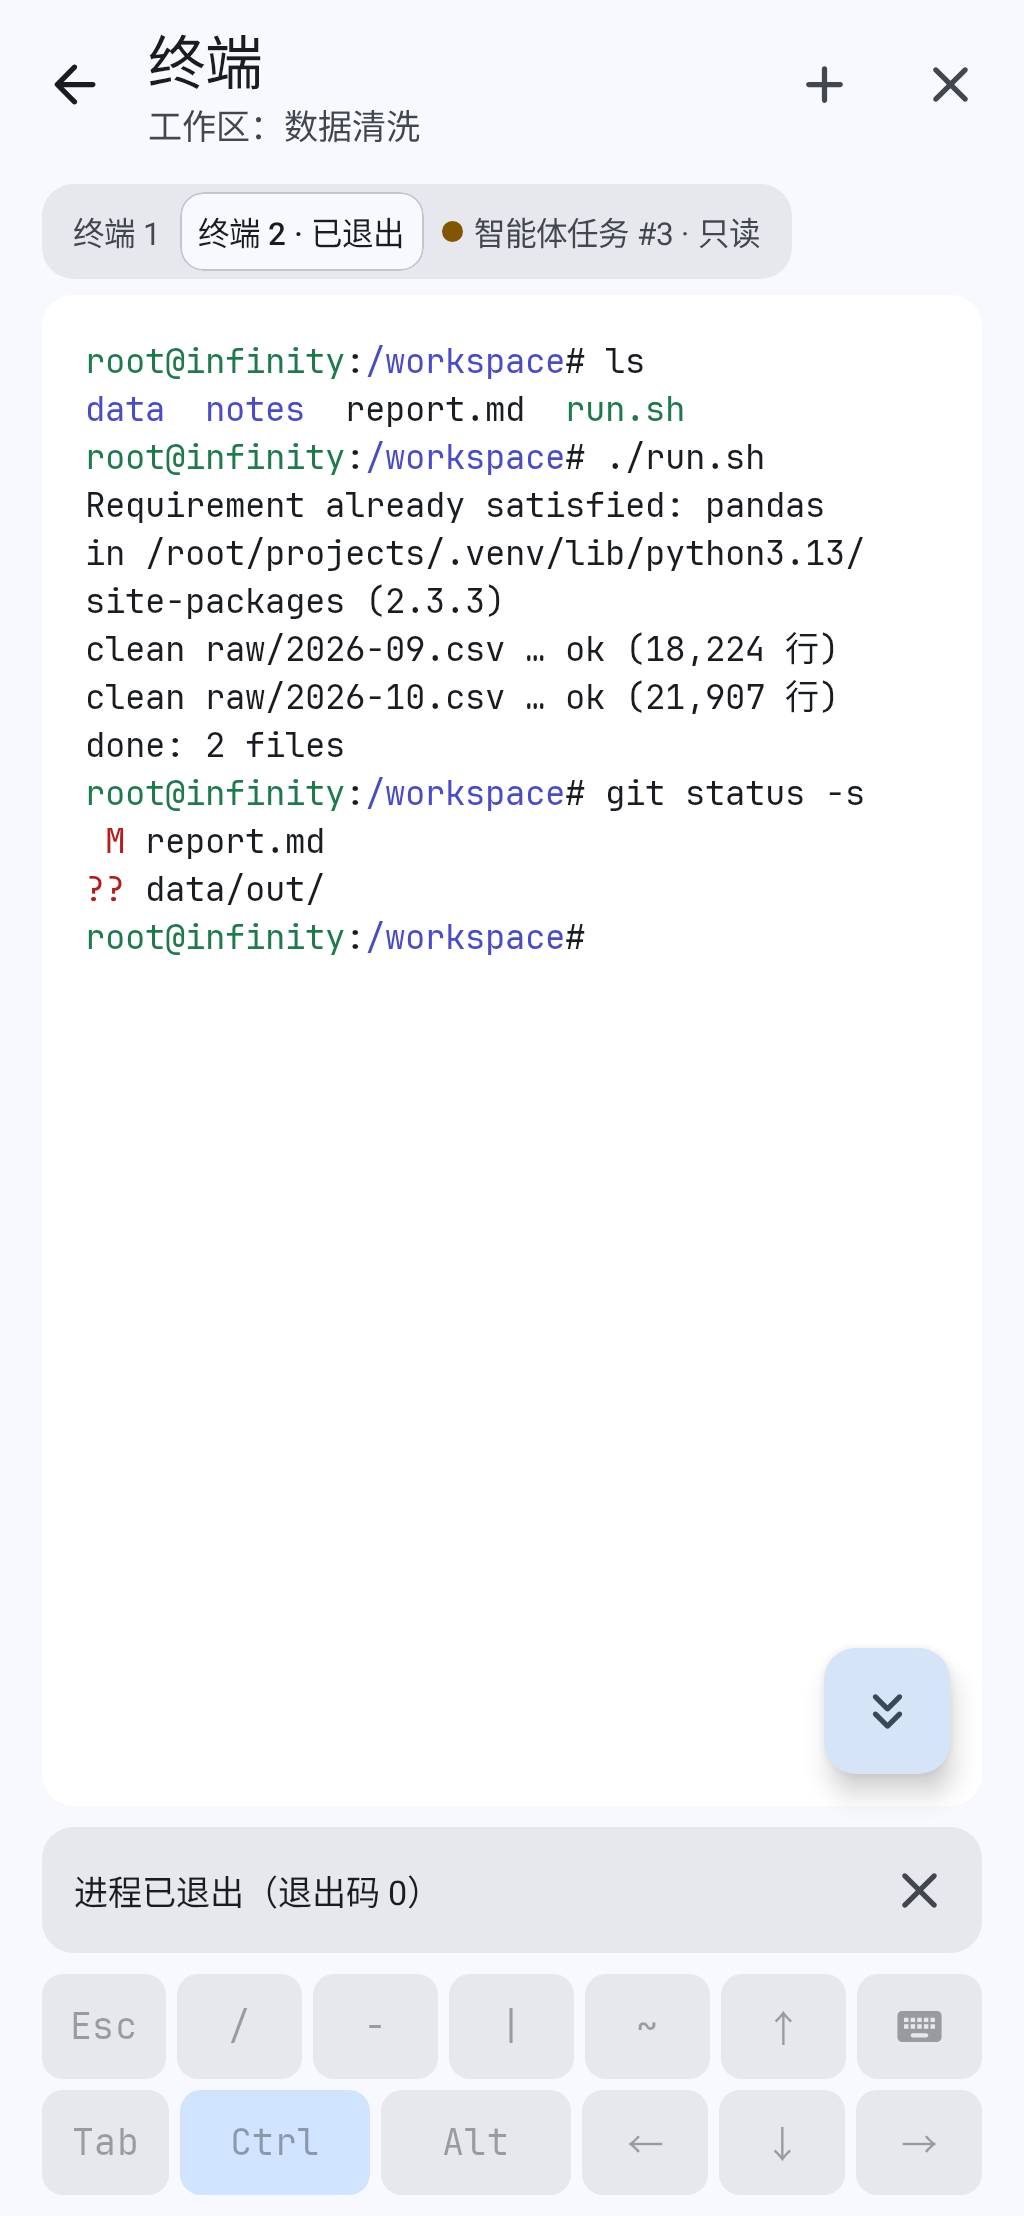 终端
工作区：数据清洗
终端 1
终端 2 · 已退出
智能体任务 #3 · 只读
root@infinity:/workspace# ls
data  notes  report.md  run.sh
root@infinity:/workspace# ./run.sh
Requirement already satisfied: pandas
in /root/projects/.venv/lib/python3.13/
site-packages (2.3.3)
clean raw/2026-09.csv … ok (18,224 行)
clean raw/2026-10.csv … ok (21,907 行)
done: 2 files
root@infinity:/workspace# git status -s
 M report.md
?? data/out/
root@infinity:/workspace#
进程已退出（退出码 0）
Esc / - | ~ ↑
Tab Ctrl Alt ← ↓ →